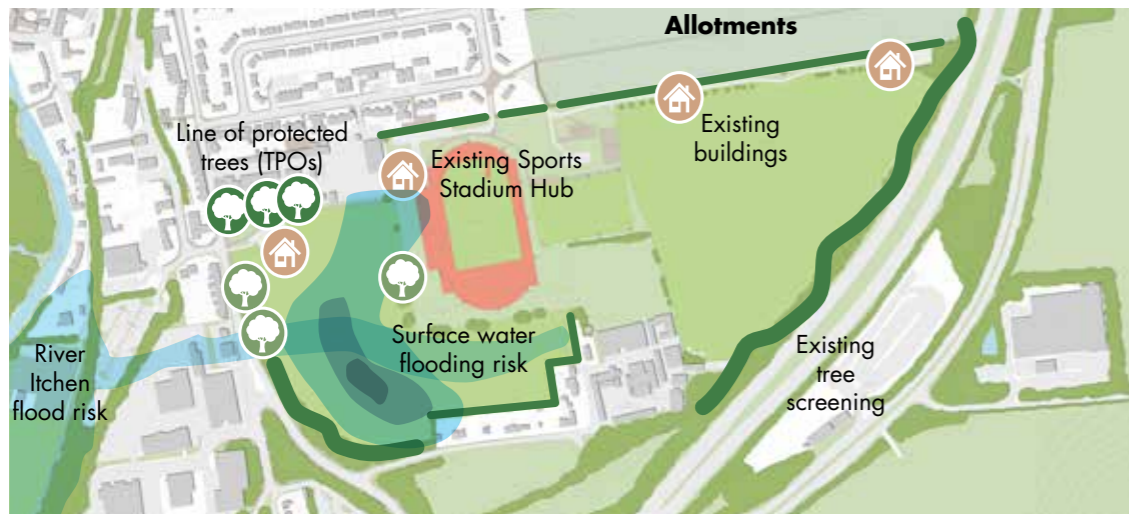 Allotments
Line of protected
trees (TPOs)
Existing Sports
Stadium Hub
Existing
buildings
River
Itchen
flood risk
Surface water
flooding risk
Existing
tree
screening